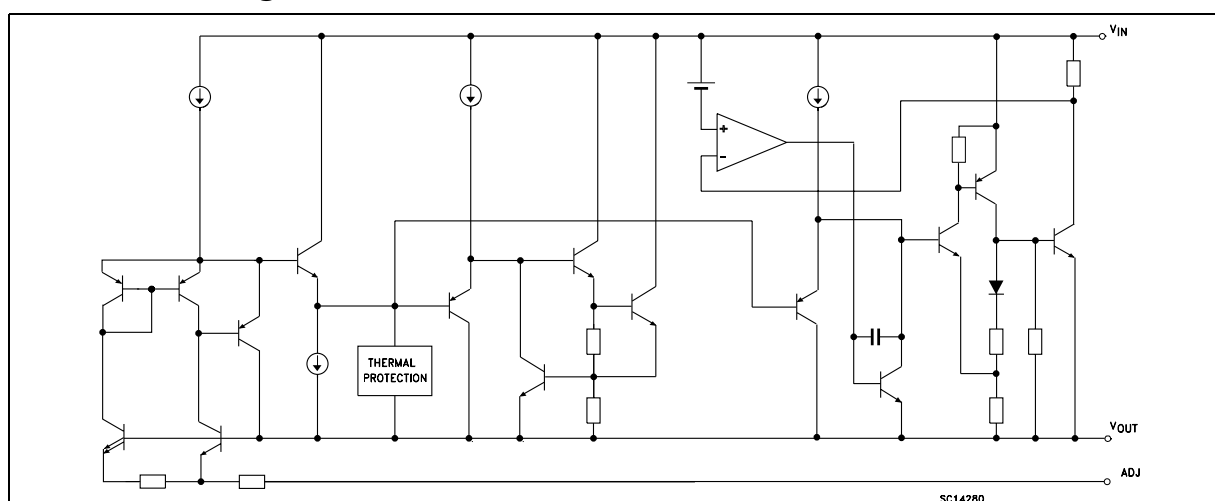 VIN
+
-
THERMAL
PROTECTION
VOUT
ADJ
SC14280